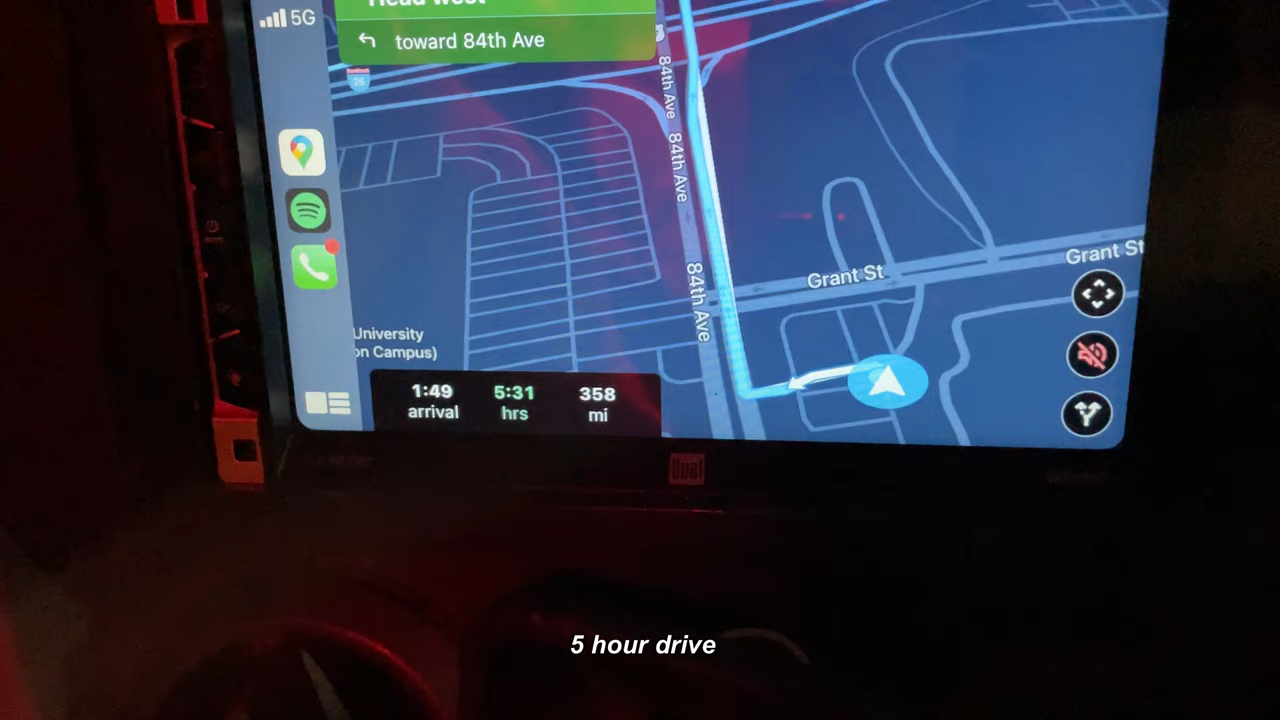 5G
Head west
toward 84th Ave
25
84th Ave
84th Ave
84th Ave
Grant St
Grant St
University
on Campus)
1:49
arrival
5:31
hrs
358
mi
Dual
5 hour drive